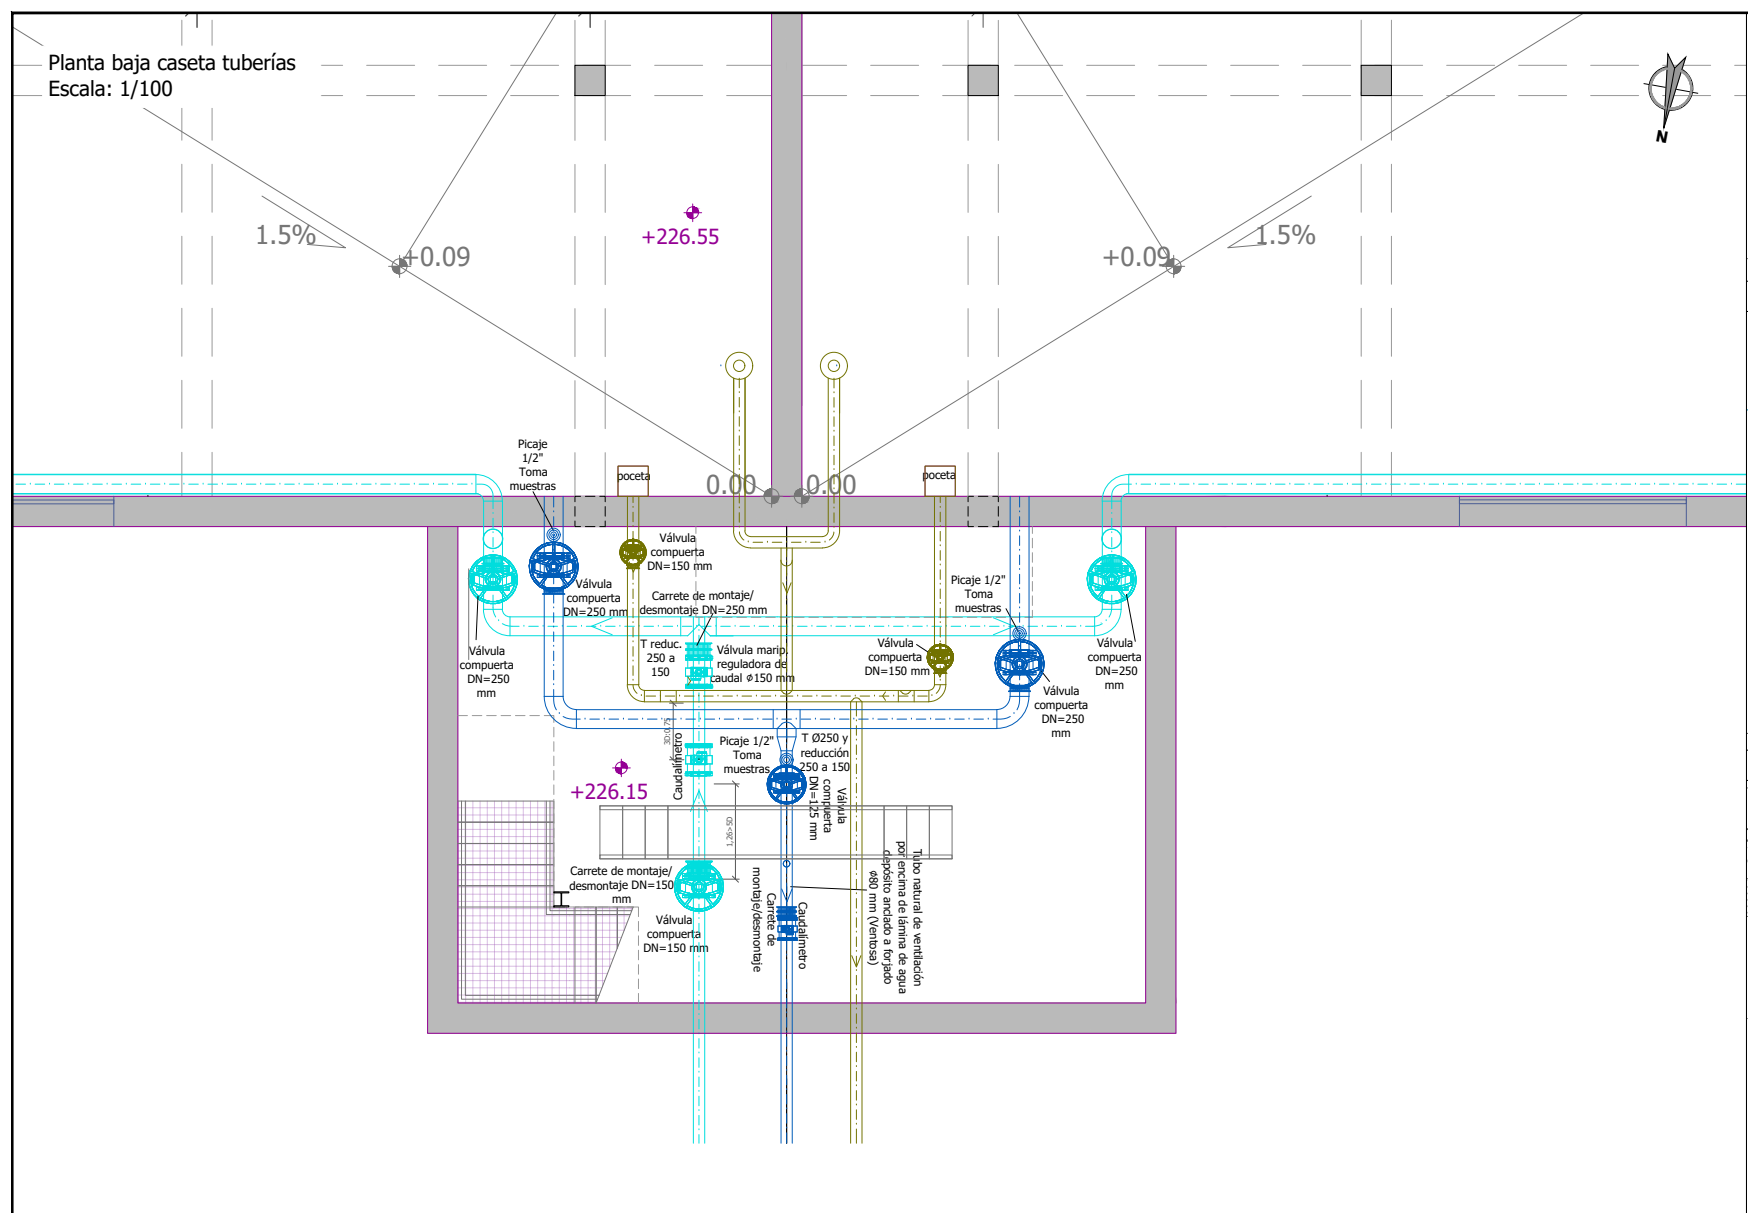 Planta baja caseta tuberías
Escala: 1/100
N
1.5%
+0.09
+226.55
+0.09
1.5%
Picaje
1/2"
Toma
muestras
poceta
0.00
0.00
poceta
Válvula
compuerta
DN=150 mm
Válvula
compuerta
DN=250 mm
Carrete de montaje/
desmontaje DN=250 mm
Picaje 1/2"
Toma
muestras
Válvula
compuerta
DN=250
mm
T reduc.
250 a
150
Válvula marip.
reguladora de
caudal ø150 mm
Válvula
compuerta
DN=150 mm
Válvula
compuerta
DN=250
mm
Válvula
compuerta
DN=250
mm
3D:0,75
Caudalímetro
Picaje 1/2"
Toma
muestras
T Ø250 y
reducción
250 a 150
Válvula
compuerta
DN=125 mm
+226.15
1,26>5D
Carrete de montaje/
desmontaje DN=150
mm
Válvula
compuerta
DN=150 mm
Carrete de
montaje/desmontaje
Caudalímetro
Tubo natural de ventilación
por encima de lámina de agua
depósito anclado a forjado
ø80 mm (Ventosa)